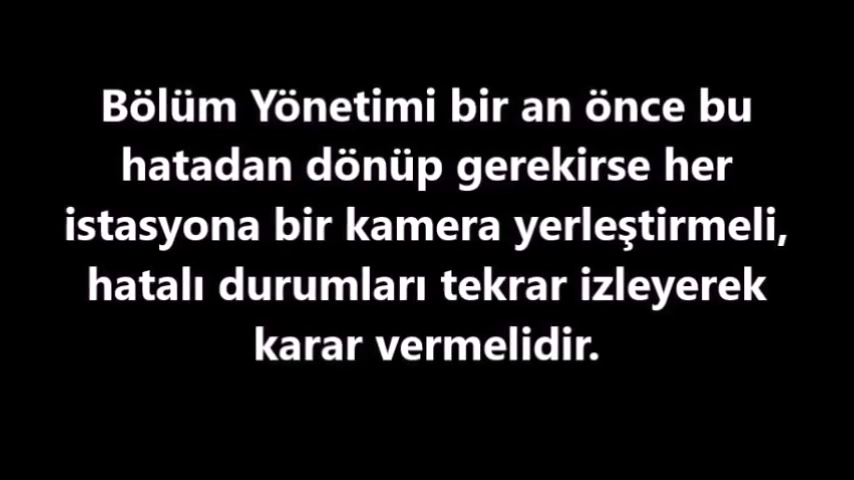 Bölüm Yönetimi bir an önce bu
hatadan dönüp gerekirse her
istasyona bir kamera yerleştirmeli,
hatalı durumları tekrar izleyerek
karar vermelidir.